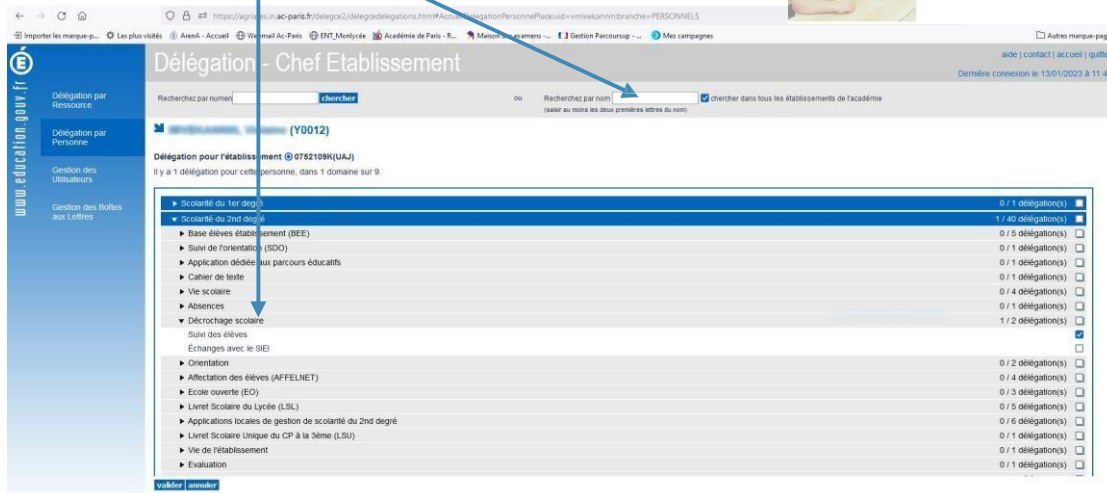 https://agriates.in.ac-paris.fr/delegce2/delegcedelegations.html#AccueilDelegationPersonnePlace:uid=vmivekannin;branche=PERSONNELS
Importer les marque-p... Les plus visités ArenA - Accueil Webmail Ac-Paris ENT_Monlycée Académie de Paris - R... Maison des examens -... Gestion Parcoursup - ... Mes campagnes Autres marque-pag
aide | contact | accueil | quitte
Délégation - Chef Etablissement
Dernière connexion le 13/01/2023 à 11:4
www.education.gouv.fr
Délégation par Ressource
Délégation par Personne
Gestion des Utilisateurs
Gestion des Boîtes aux Lettres
Recherchez par numen chercher ou Recherchez par nom chercher dans tous les établissements de l'académie
(saisir au moins les deux premières lettres du nom)
(Y0012)
Délégation pour l'établissement 0752109K(UAJ)
Il y a 1 délégation pour cette personne, dans 1 domaine sur 9.
Scolarité du 1er degré 0 / 1 délégation(s)
Scolarité du 2nd degré 1 / 40 délégation(s)
Base élèves établissement (BEE) 0 / 5 délégation(s)
Suivi de l'orientation (SDO) 0 / 1 délégation(s)
Application dédiée aux parcours éducatifs 0 / 1 délégation(s)
Cahier de texte 0 / 1 délégation(s)
Vie scolaire 0 / 4 délégation(s)
Absences 0 / 1 délégation(s)
Décrochage scolaire 1 / 2 délégation(s)
Suivi des élèves
Échanges avec le SIEI
Orientation 0 / 2 délégation(s)
Affectation des élèves (AFFELNET) 0 / 4 délégation(s)
Ecole ouverte (EO) 0 / 3 délégation(s)
Livret Scolaire du Lycée (LSL) 0 / 5 délégation(s)
Applications locales de gestion de scolarité du 2nd degré 0 / 6 délégation(s)
Livret Scolaire Unique du CP à la 3ème (LSU) 0 / 1 délégation(s)
Vie de l'établissement 0 / 1 délégation(s)
Evaluation 0 / 1 délégation(s)
valider annuler